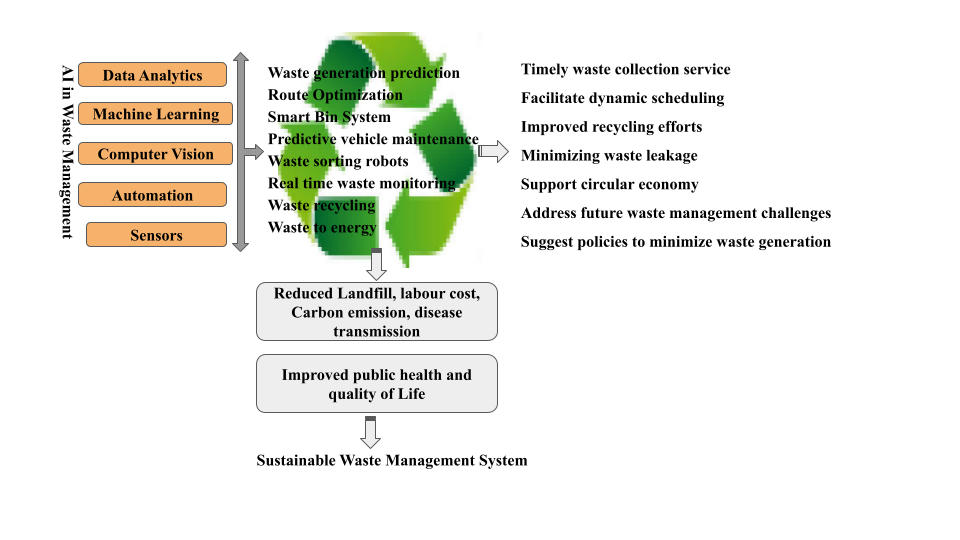 AI in Waste Management
Data Analytics
Machine Learning
Computer Vision
Automation
Sensors
Waste generation prediction
Route Optimization
Smart Bin System
Predictive vehicle maintenance
Waste sorting robots
Real time waste monitoring
Waste recycling
Waste to energy
Timely waste collection service
Facilitate dynamic scheduling
Improved recycling efforts
Minimizing waste leakage
Support circular economy
Address future waste management challenges
Suggest policies to minimize waste generation
Reduced Landfill, labour cost,
Carbon emission, disease
transmission
Improved public health and
quality of Life
Sustainable Waste Management System